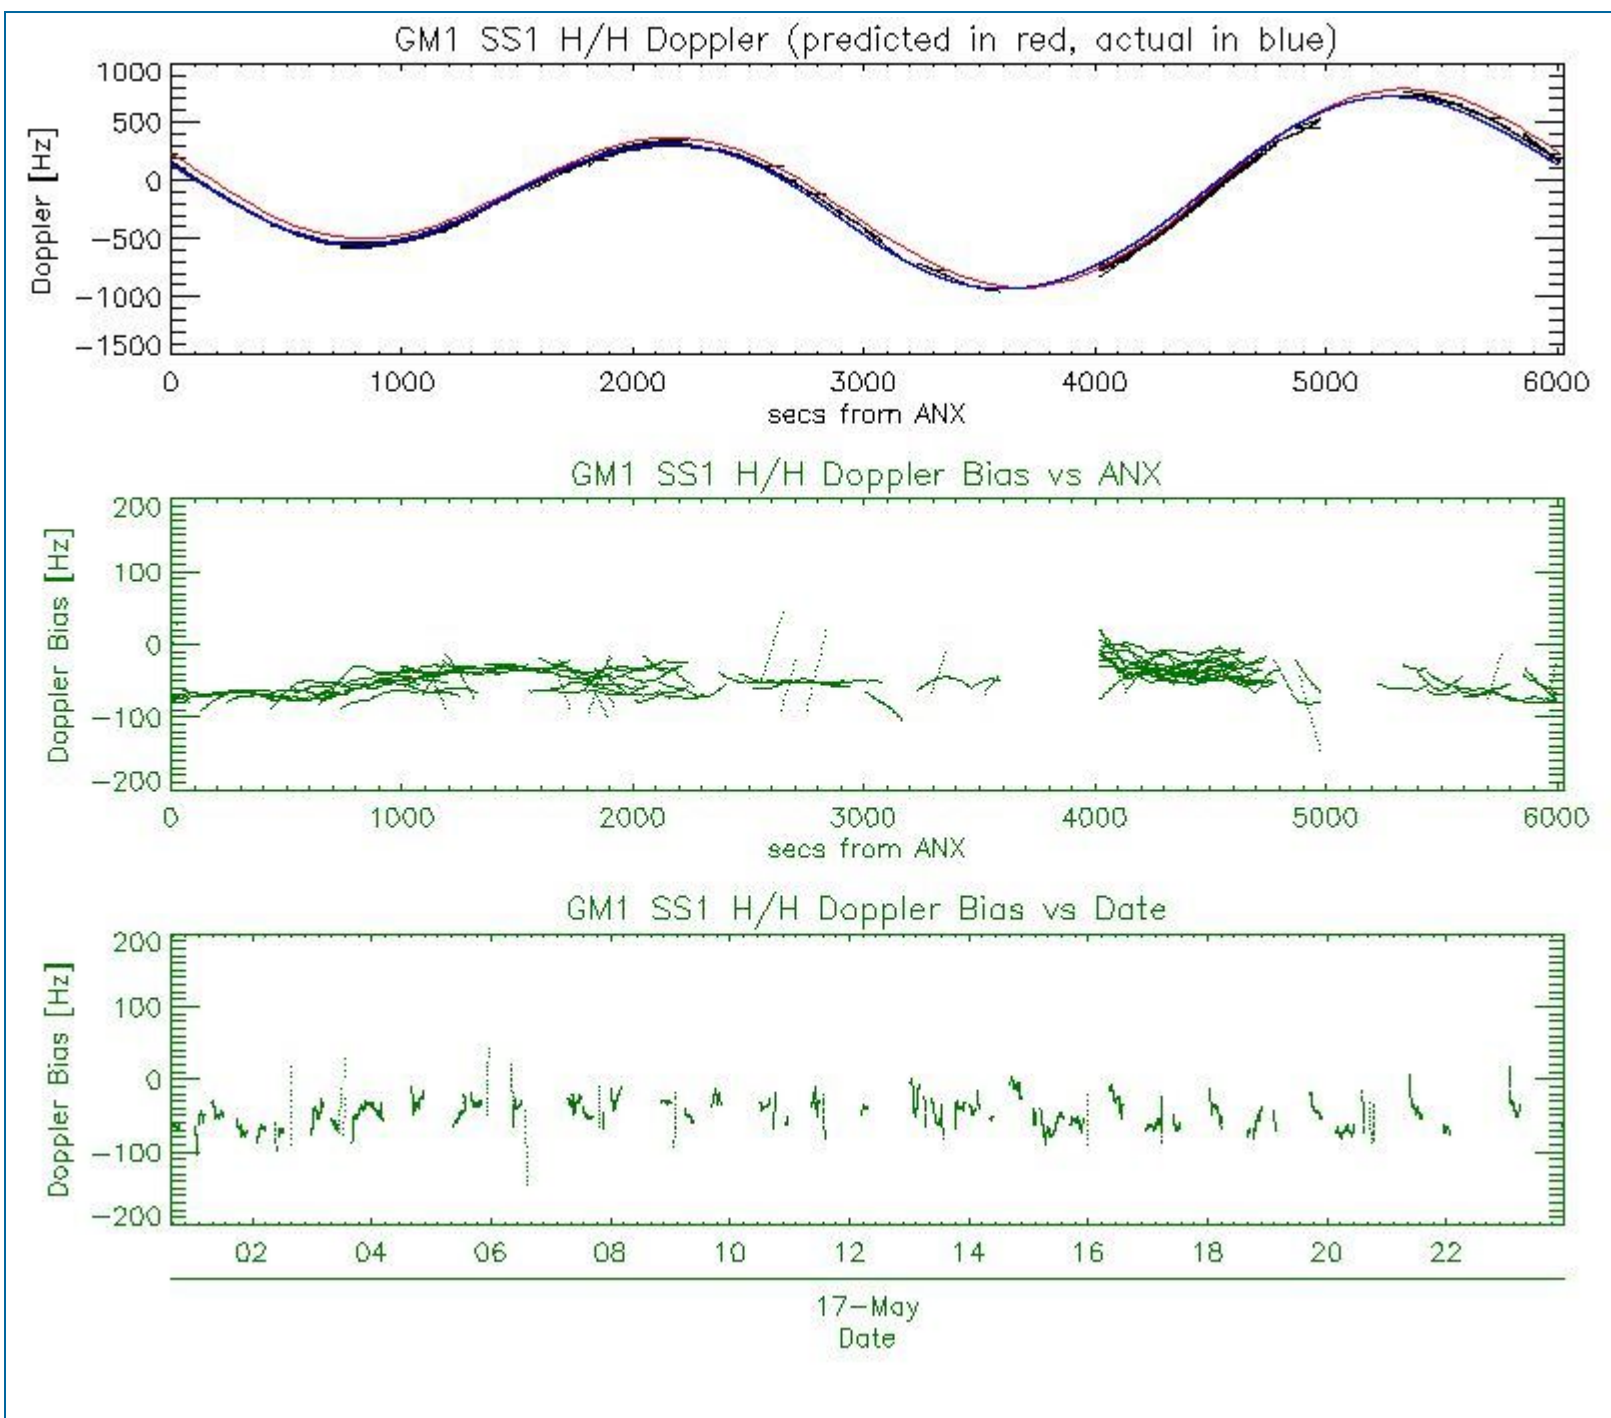 GM1 SS1 H/H Doppler (predicted in red, actual in blue)
Doppler [Hz]
1000
500
0
−500
−1000
−1500
0 1000 2000 3000 4000 5000 6000
secs from ANX
GM1 SS1 H/H Doppler Bias vs ANX
Doppler Bias [Hz]
200
100
0
−100
−200
0 1000 2000 3000 4000 5000 6000
secs from ANX
GM1 SS1 H/H Doppler Bias vs Date
Doppler Bias [Hz]
200
100
0
−100
−200
02 04 06 08 10 12 14 16 18 20 22
17−May
Date